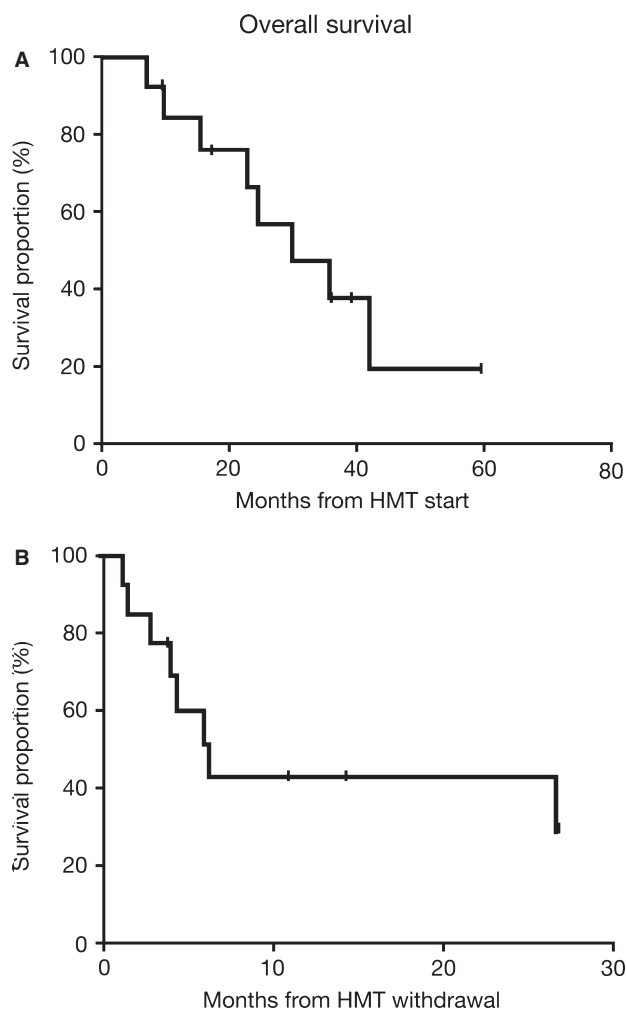 Overall survival
A
Survival proportion (%)
100
80
60
40
20
0
0 20 40 60 80
Months from HMT start
B
Survival proportion (%)
100
80
60
40
20
0
0 10 20 30
Months from HMT withdrawal